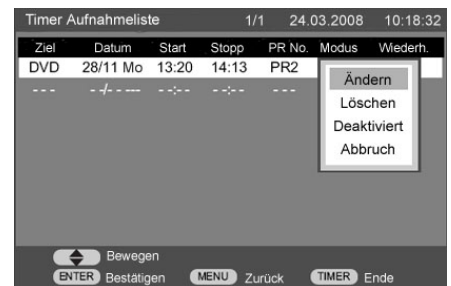 Timer Aufnahmeliste 1/1 24.03.2008 10:18:32
Ziel Datum Start Stopp PR No. Modus Wiederh.
DVD 28/11 Mo 13:20 14:13 PR2
- - - - -/- - --- - -:- - - -:- - - - -
Ändern
Löschen
Deaktiviert
Abbruch
Bewegen
ENTER Bestätigen MENU Zurück TIMER Ende